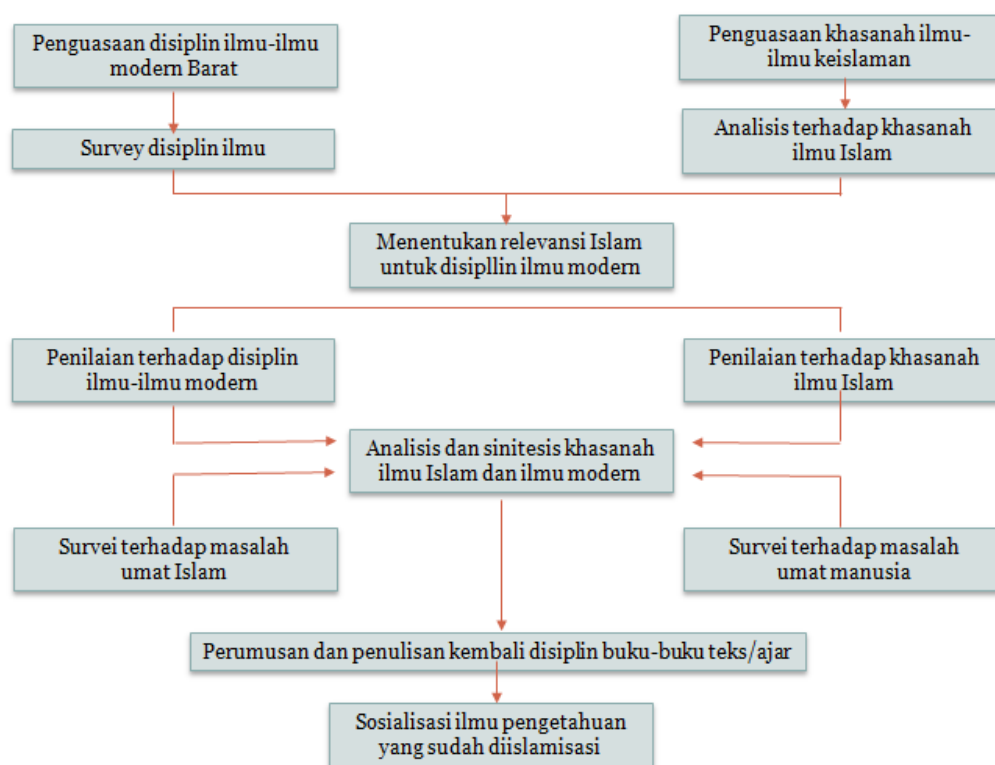 Penguasaan disiplin ilmu-ilmu
modern Barat
Penguasaan khasanah ilmu-
ilmu keislaman
Survey disiplin ilmu
Analisis terhadap khasanah
ilmu Islam
Menentukan relevansi Islam
untuk disipllin ilmu modern
Penilaian terhadap disiplin
ilmu-ilmu modern
Penilaian terhadap khasanah
ilmu Islam
Analisis dan sinitesis khasanah
ilmu Islam dan ilmu modern
Survei terhadap masalah
umat Islam
Survei terhadap masalah
umat manusia
Perumusan dan penulisan kembali disiplin buku-buku teks/ajar
Sosialisasi ilmu pengetahuan
yang sudah diislamisasi